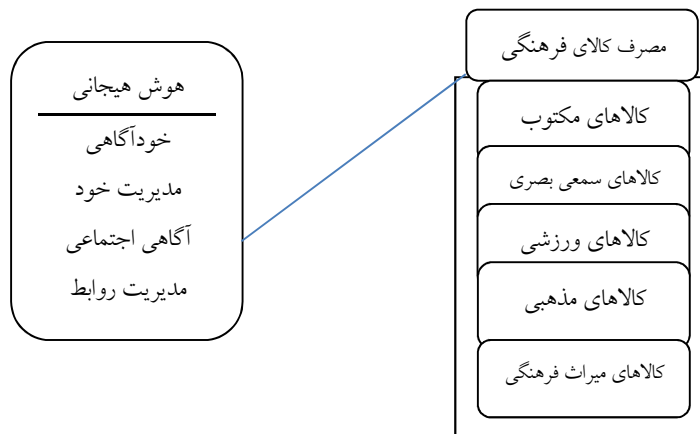 مصرف کالای فرهنگی
کالاهای مکتوب
کالاهای سمعی بصری
کالاهای ورزشی
کالاهای مذهبی
کالاهای میراث فرهنگی
هوش هیجانی
خودآگاهی
مدیریت خود
آگاهی اجتماعی
مدیریت روابط